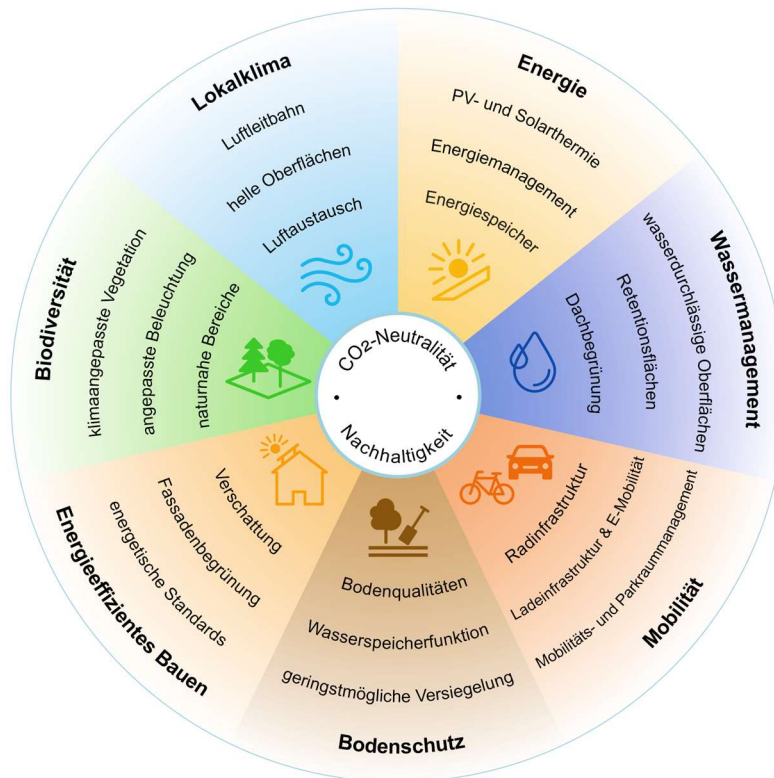 Lokalklima
Luftleitbahn
helle Oberflächen
Luftaustausch
Energie
PV- und Solarthermie
Energiemanagement
Energiespeicher
Wassermanagement
wasserdurchlässige Oberflächen
Retentionsflächen
Dachbegrünung
Mobilität
Radinfrastruktur
Ladeinfrastruktur & E-Mobilität
Mobilitäts- und Parkraummanagement
Bodenqualitäten
Wasserspeicherfunktion
geringstmögliche Versiegelung
Bodenschutz
Verschattung
Fassadenbegrünung
energetische Standards
Energieeffizientes Bauen
Biodiversität
klimaangepasste Vegetation
angepasste Beleuchtung
naturnahe Bereiche
CO2-Neutralität
Nachhaltigkeit